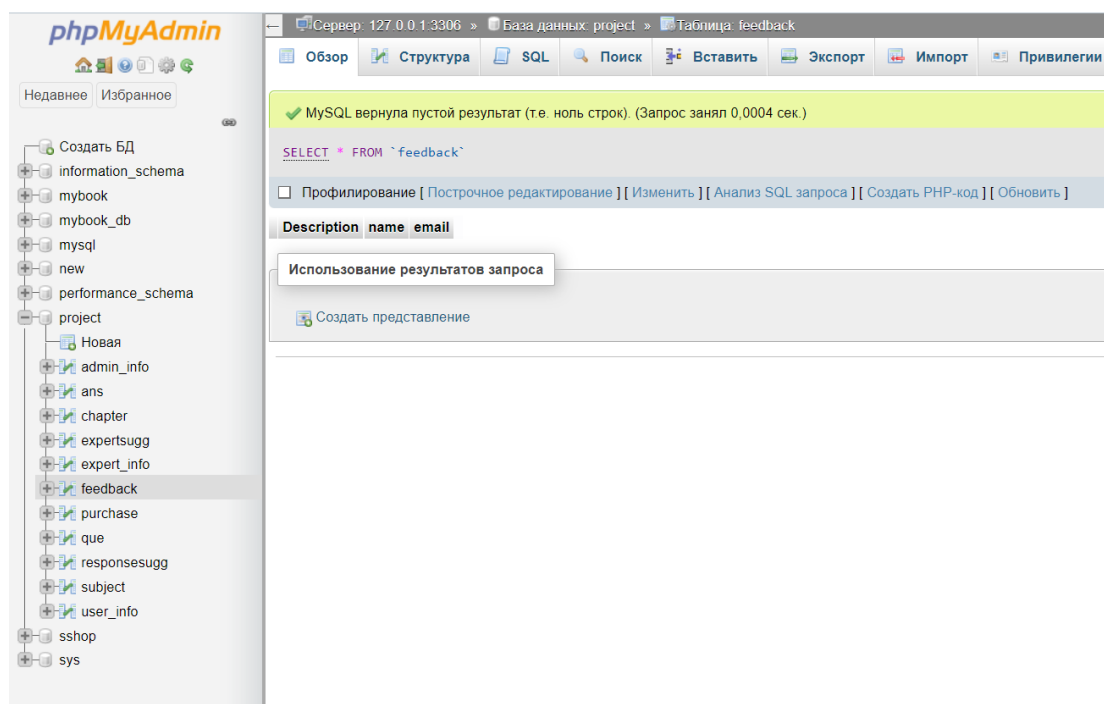 phpMyAdmin
Недавнее Избранное
Создать БД
information_schema
mybook
mybook_db
mysql
new
performance_schema
project
Новая
admin_info
ans
chapter
expertsugg
expert_info
feedback
purchase
que
responsesugg
subject
user_info
sshop
sys
← Сервер: 127.0.0.1:3306 » База данных: project » Таблица: feedback
Обзор Структура SQL Поиск Вставить Экспорт Импорт Привилегии
MySQL вернула пустой результат (т.е. ноль строк). (Запрос занял 0,0004 сек.)
SELECT * FROM `feedback`
Профилирование [ Построчное редактирование ] [ Изменить ] [ Анализ SQL запроса ] [ Создать PHP-код ] [ Обновить ]
Description name email
Использование результатов запроса
Создать представление